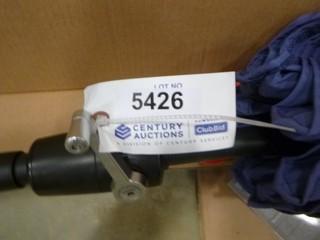 LOT NO
5426
CENTURY
AUCTIONS
ClubBid
A DIVISION OF CENTURY SERVICES